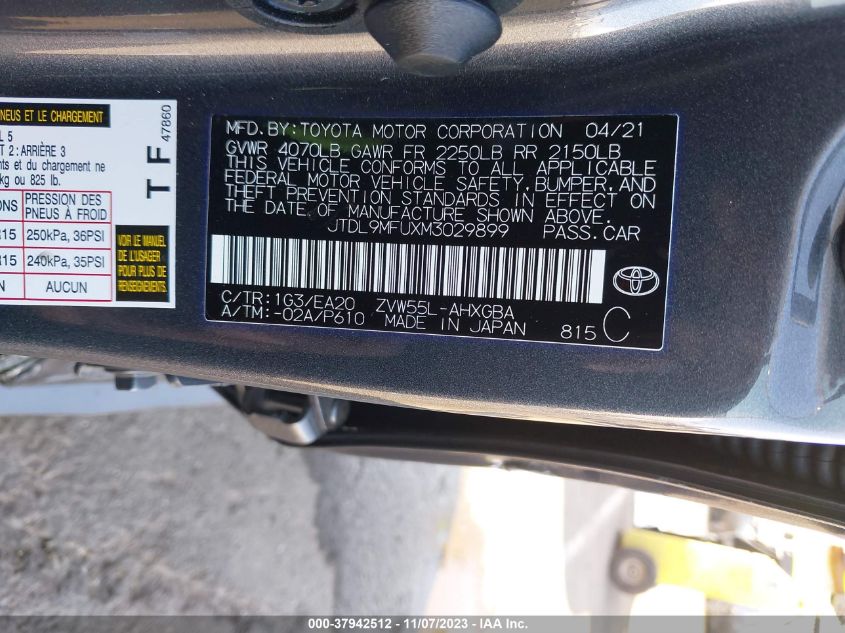 PNEUS ET LE CHARGEMENT
L 5
T 2: ARRIÈRE 3
nts et du chargement ne
kg ou 825 lb.
PRESSION DES
PNEUS À FROID
R15 250kPa, 36PSI
R15 240kPa, 35PSI
AUCUN
VOIR LE MANUEL
DE L'USAGER
POUR PLUS DE
T F 47860
MFD. BY: TOYOTA MOTOR CORPORATION 04/21
GVWR 4070LB GAWR FR 2250LB RR 2150LB
THIS VEHICLE CONFORMS TO ALL APPLICABLE
FEDERAL MOTOR VEHICLE SAFETY, BUMPER, AND
THEFT PREVENTION STANDARDS IN EFFECT ON
THE DATE OF MANUFACTURE SHOWN ABOVE.
JTDL9MFUXM3029899 PASS. CAR
C/TR: 1G3/EA20 ZVW55L-AHXGBA
A/TM: -02A/P610 MADE IN JAPAN 815 C
000-37942512 - 11/07/2023 - IAA Inc.